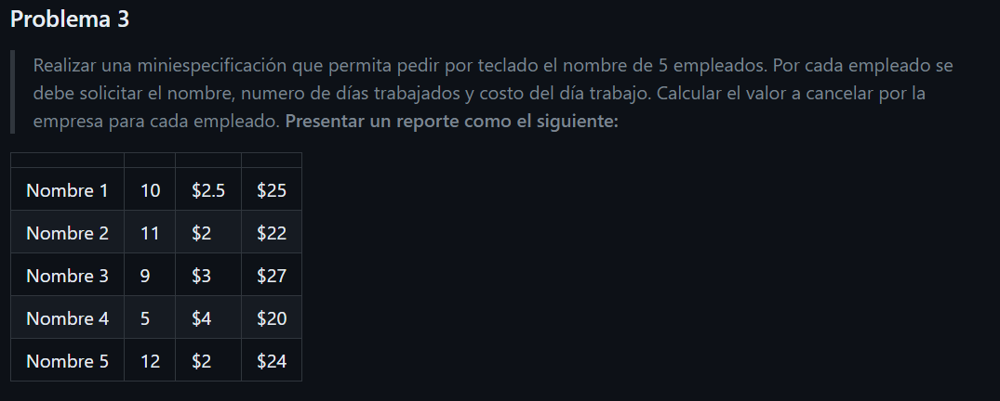 Problema 3
Realizar una miniespecificación que permita pedir por teclado el nombre de 5 empleados. Por cada empleado se
debe solicitar el nombre, numero de días trabajados y costo del día trabajo. Calcular el valor a cancelar por la
empresa para cada empleado. Presentar un reporte como el siguiente:
Nombre 1 10 $2.5 $25
Nombre 2 11 $2 $22
Nombre 3 9 $3 $27
Nombre 4 5 $4 $20
Nombre 5 12 $2 $24